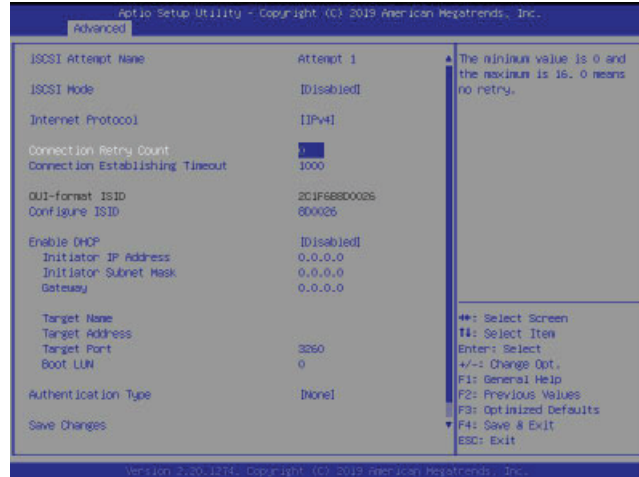 Aptio Setup Utility - Copyright (C) 2019 American Megatrends, Inc.
Advanced
iSCSI Attempt Name Attempt 1
iSCSI Mode [Disabled]
Internet Protocol [IPv4]
Connection Retry Count 0
Connection Establishing Timeout 1000
OUI-format ISID 2C1F6B8D0026
Configure ISID 8D0026
Enable DHCP [Disabled]
Initiator IP Address 0.0.0.0
Initiator Subnet Mask 0.0.0.0
Gateway 0.0.0.0
Target Name
Target Address
Target Port 3260
Boot LUN 0
Authentication Type [None]
Save Changes
The minimum value is 0 and
the maximum is 16. 0 means
no retry.
→←: Select Screen
↑↓: Select Item
Enter: Select
+/-: Change Opt.
F1: General Help
F2: Previous Values
F3: Optimized Defaults
F4: Save & Exit
ESC: Exit
Version 2.20.1274. Copyright (C) 2019 American Megatrends, Inc.